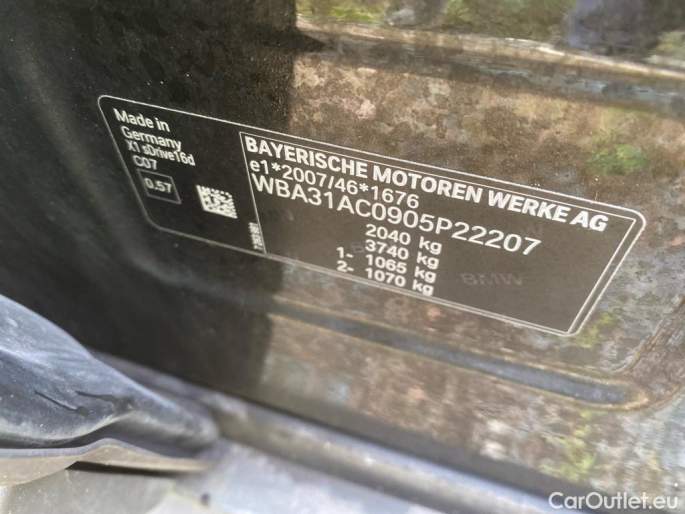 Made in
Germany
X1 sDrive16d
C07
0.57
BAYERISCHE MOTOREN WERKE AG
e1*2007/46*1676
WBA31AC0905P22207
2040 kg
3740 kg
1- 1065 kg
2- 1070 kg
BMW
CarOutlet.eu